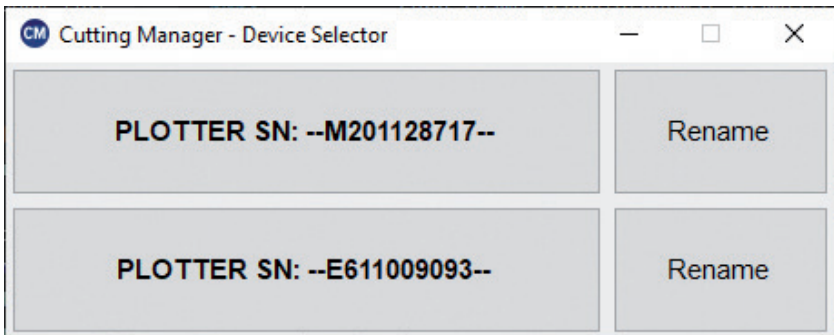 CM Cutting Manager - Device Selector
PLOTTER SN: --M201128717-- Rename
PLOTTER SN: --E611009093-- Rename